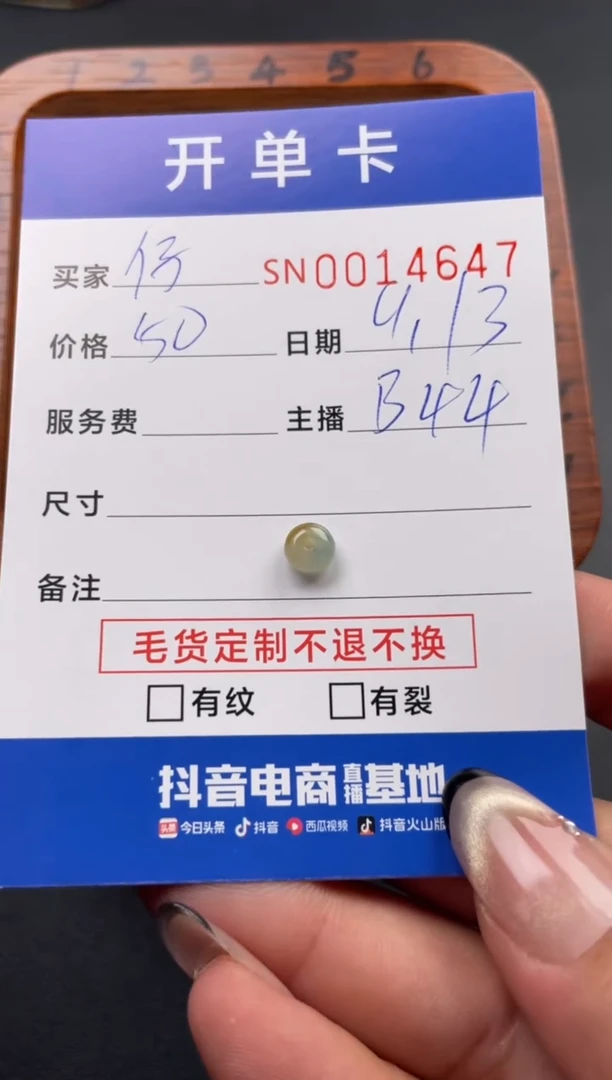 1 2 3 4 5 6
开单卡
买家 仔 SN0014647
价格 50 日期 4.13
服务费 主播 B44
尺寸
备注
毛货定制不退不换
有纹 有裂
抖音电商直播基地
今日头条 抖音 西瓜视频 抖音火山版